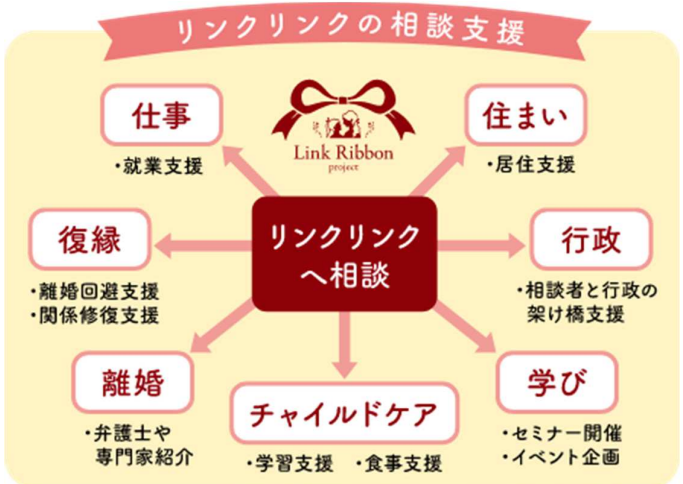 リンクリンクの相談支援
仕事
・就業支援
Link Ribbon
project
住まい
・居住支援
復縁
・離婚回避支援
・関係修復支援
リンクリンク
へ相談
行政
・相談者と行政の
架け橋支援
離婚
・弁護士や
専門家紹介
チャイルドケア
・学習支援 ・食事支援
学び
・セミナー開催
・イベント企画